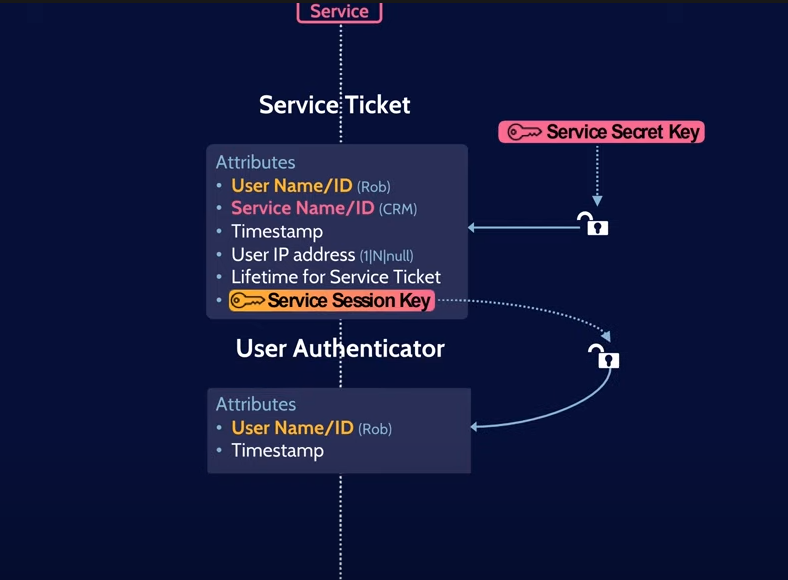 Service
Service Ticket
Service Secret Key
Attributes
• User Name/ID (Rob)
• Service Name/ID (CRM)
• Timestamp
• User IP address (1|N|null)
• Lifetime for Service Ticket
• Service Session Key
User Authenticator
Attributes
• User Name/ID (Rob)
• Timestamp